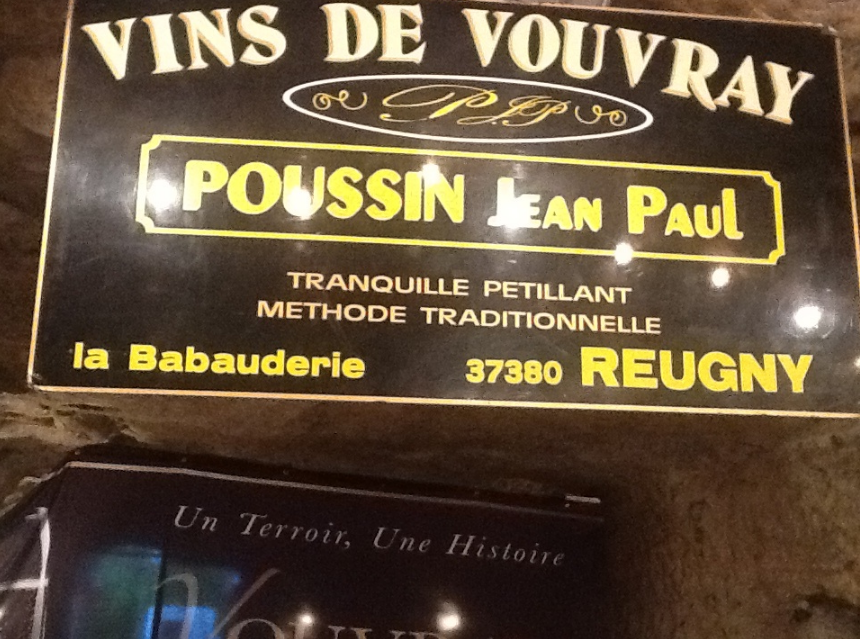 VINS DE VOUVRAY
PJP
POUSSIN JEAN PAUL
TRANQUILLE PETILLANT
METHODE TRADITIONNELLE
la Babauderie 37380 REUGNY
Un Terroir, Une Histoire